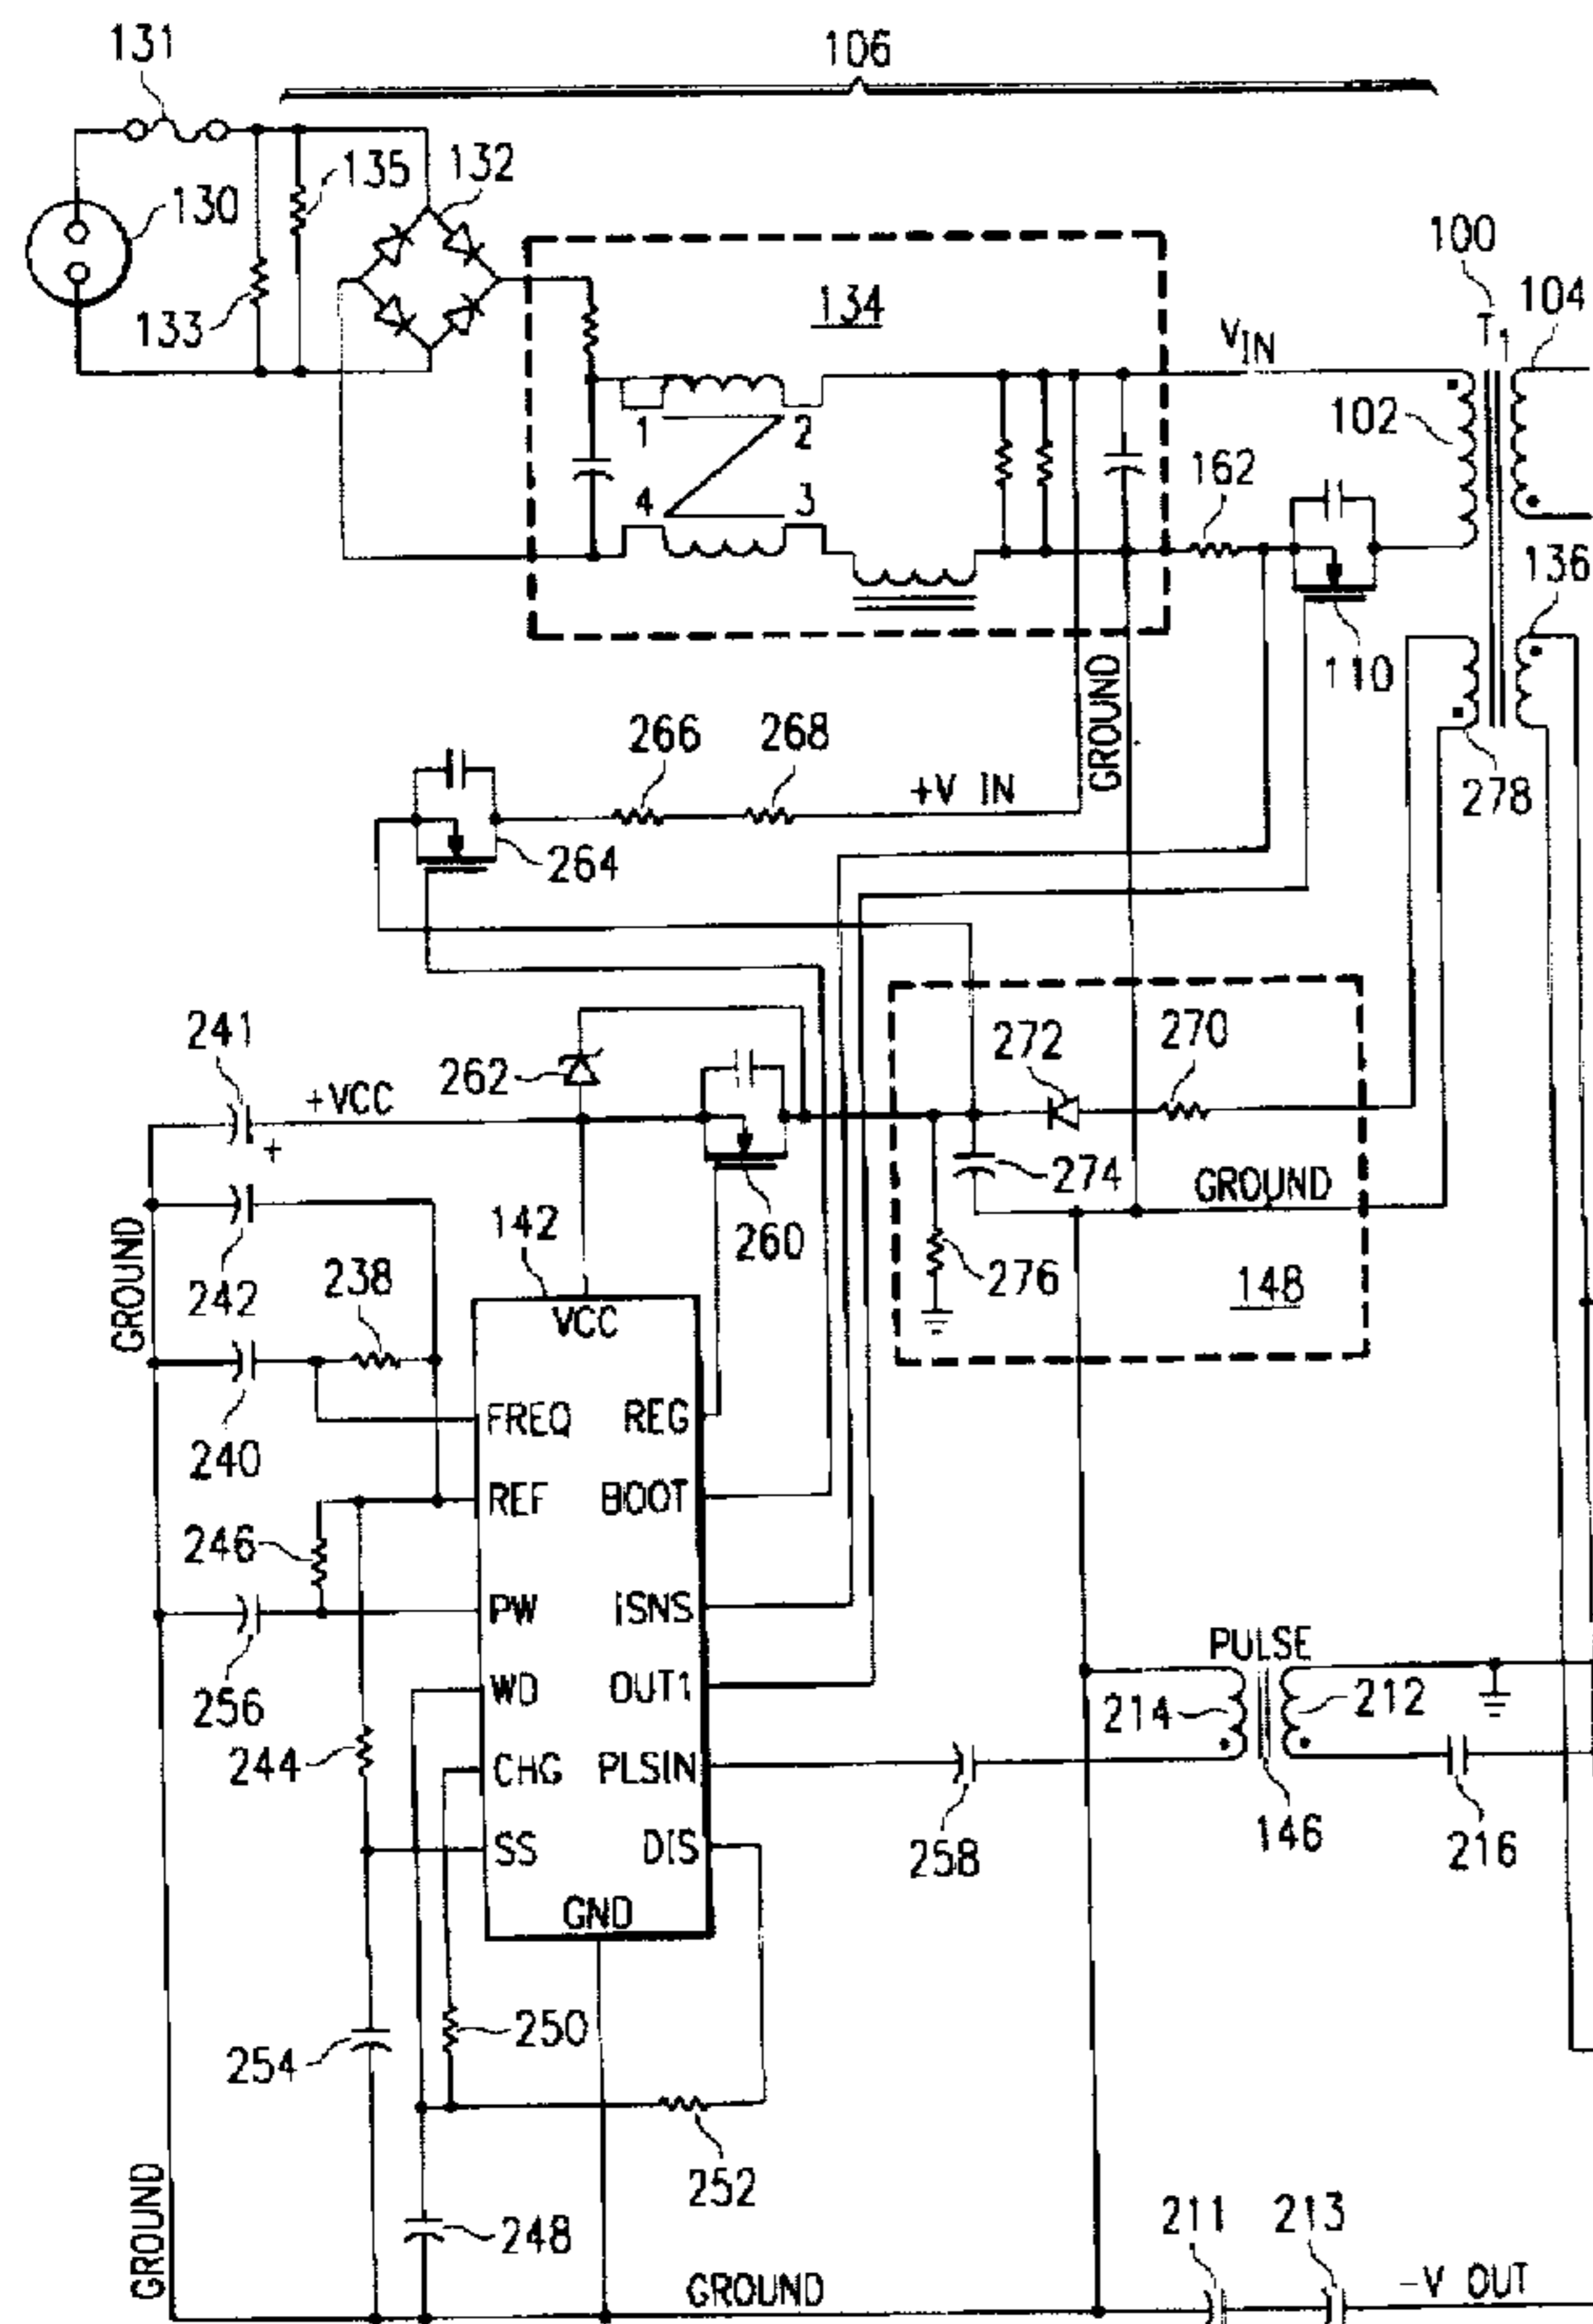 131
106
135
132
130
133
134
100
T1
104
VIN
102
1
2
4
3
162
136
110
GROUND
278
266
268
+V IN
264
241
+VCC
+
262
272
270
274
GROUND
260
276
148
GROUND
242
238
142
240
VCC
FREQ
REG
REF
BOOT
246
PW
ISNS
256
WD
OUT1
PULSE
214
212
244
CHG
PLSIN
258
146
216
SS
DIS
GND
254
250
252
GROUND
248
GROUND
211
213
-V OUT